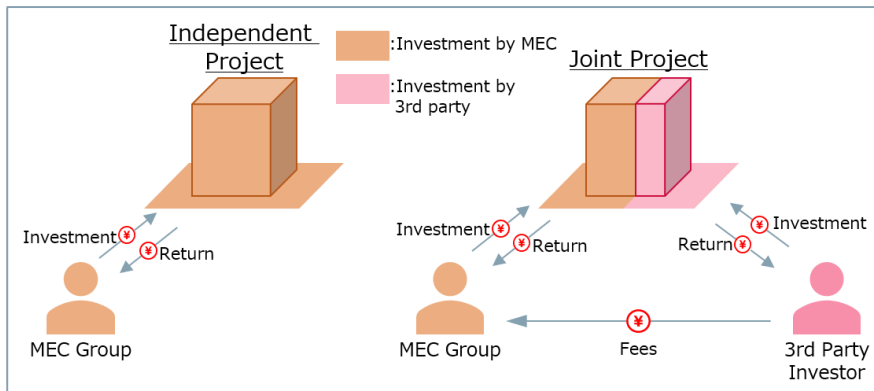 Independent
Project
:Investment by MEC
:Investment by
3rd party
Joint Project
Investment
¥
¥
Return
MEC Group
Investment
¥
¥
Return
¥
Investment
Return
¥
MEC Group
¥
Fees
3rd Party
Investor